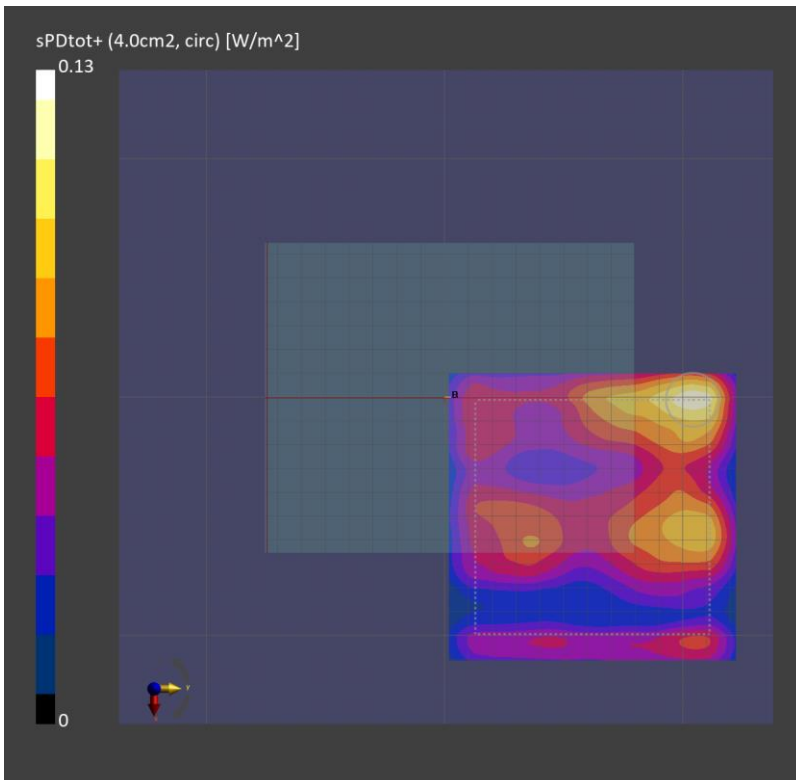 sPDtot+ (4.0cm2, circ) [W/m^2]
0.13
0
Y